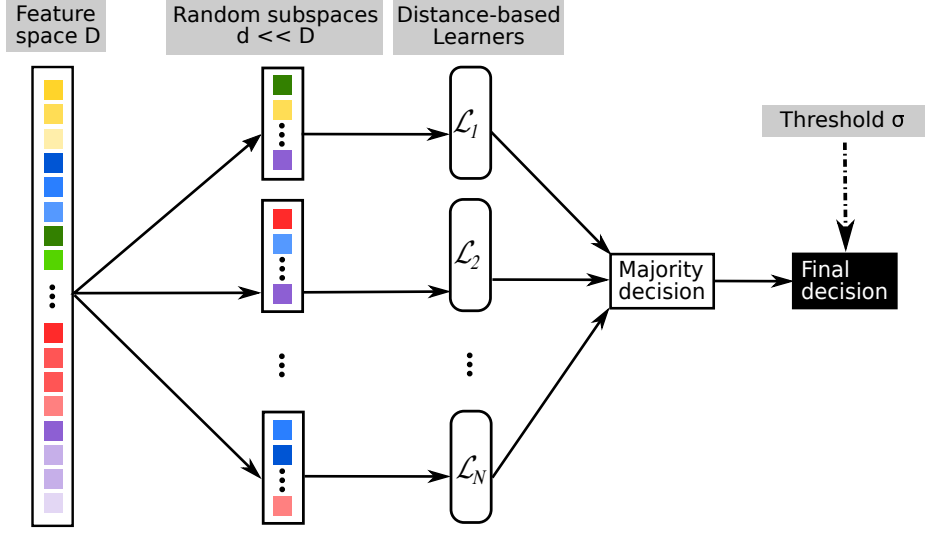 Feature
space D
Random subspaces
d << D
Distance-based
Learners
Threshold σ
ℒ1
ℒ2
ℒN
Majority
decision
Final
decision